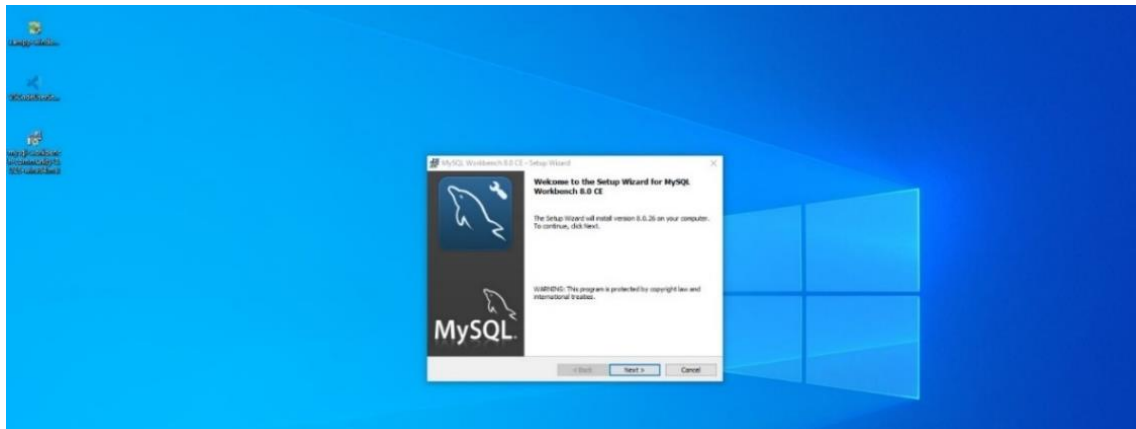 MySQL Workbench 8.0 CE - Setup Wizard
Welcome to the Setup Wizard for MySQL
Workbench 8.0 CE
The Setup Wizard will install version 8.0.26 on your computer.
To continue, click Next.
WARNING: This program is protected by copyright law and
international treaties.
MySQL.
< Back
Next >
Cancel